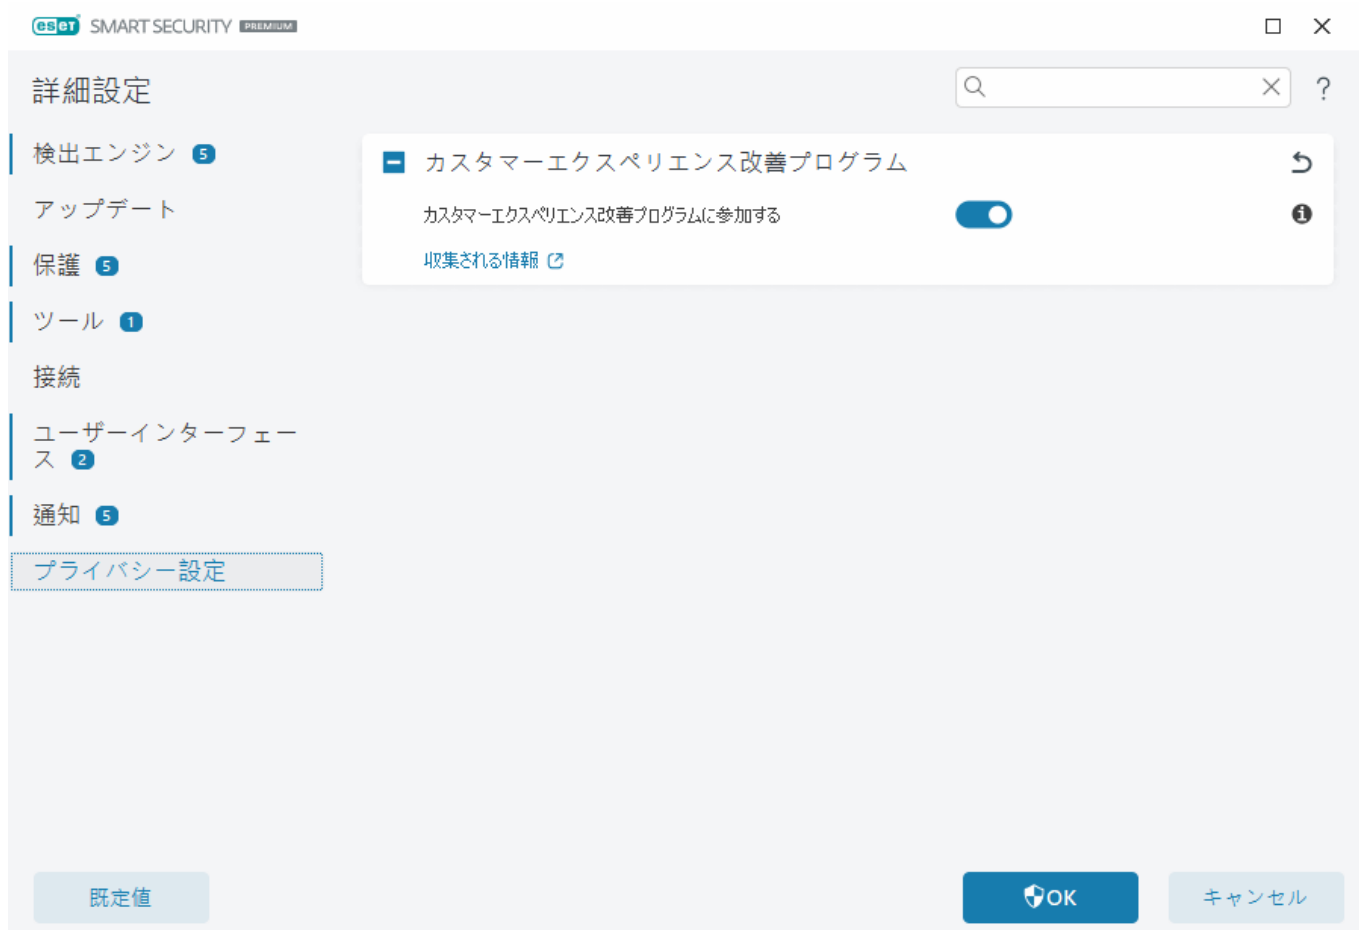 eset SMART SECURITY PREMIUM
詳細設定
?
検出エンジン 5
アップデート
保護 5
ツール 1
接続
ユーザーインターフェー
ス 2
通知 5
プライバシー設定
カスタマーエクスペリエンス改善プログラム
カスタマーエクスペリエンス改善プログラムに参加する
収集される情報
既定値
OK
キャンセル